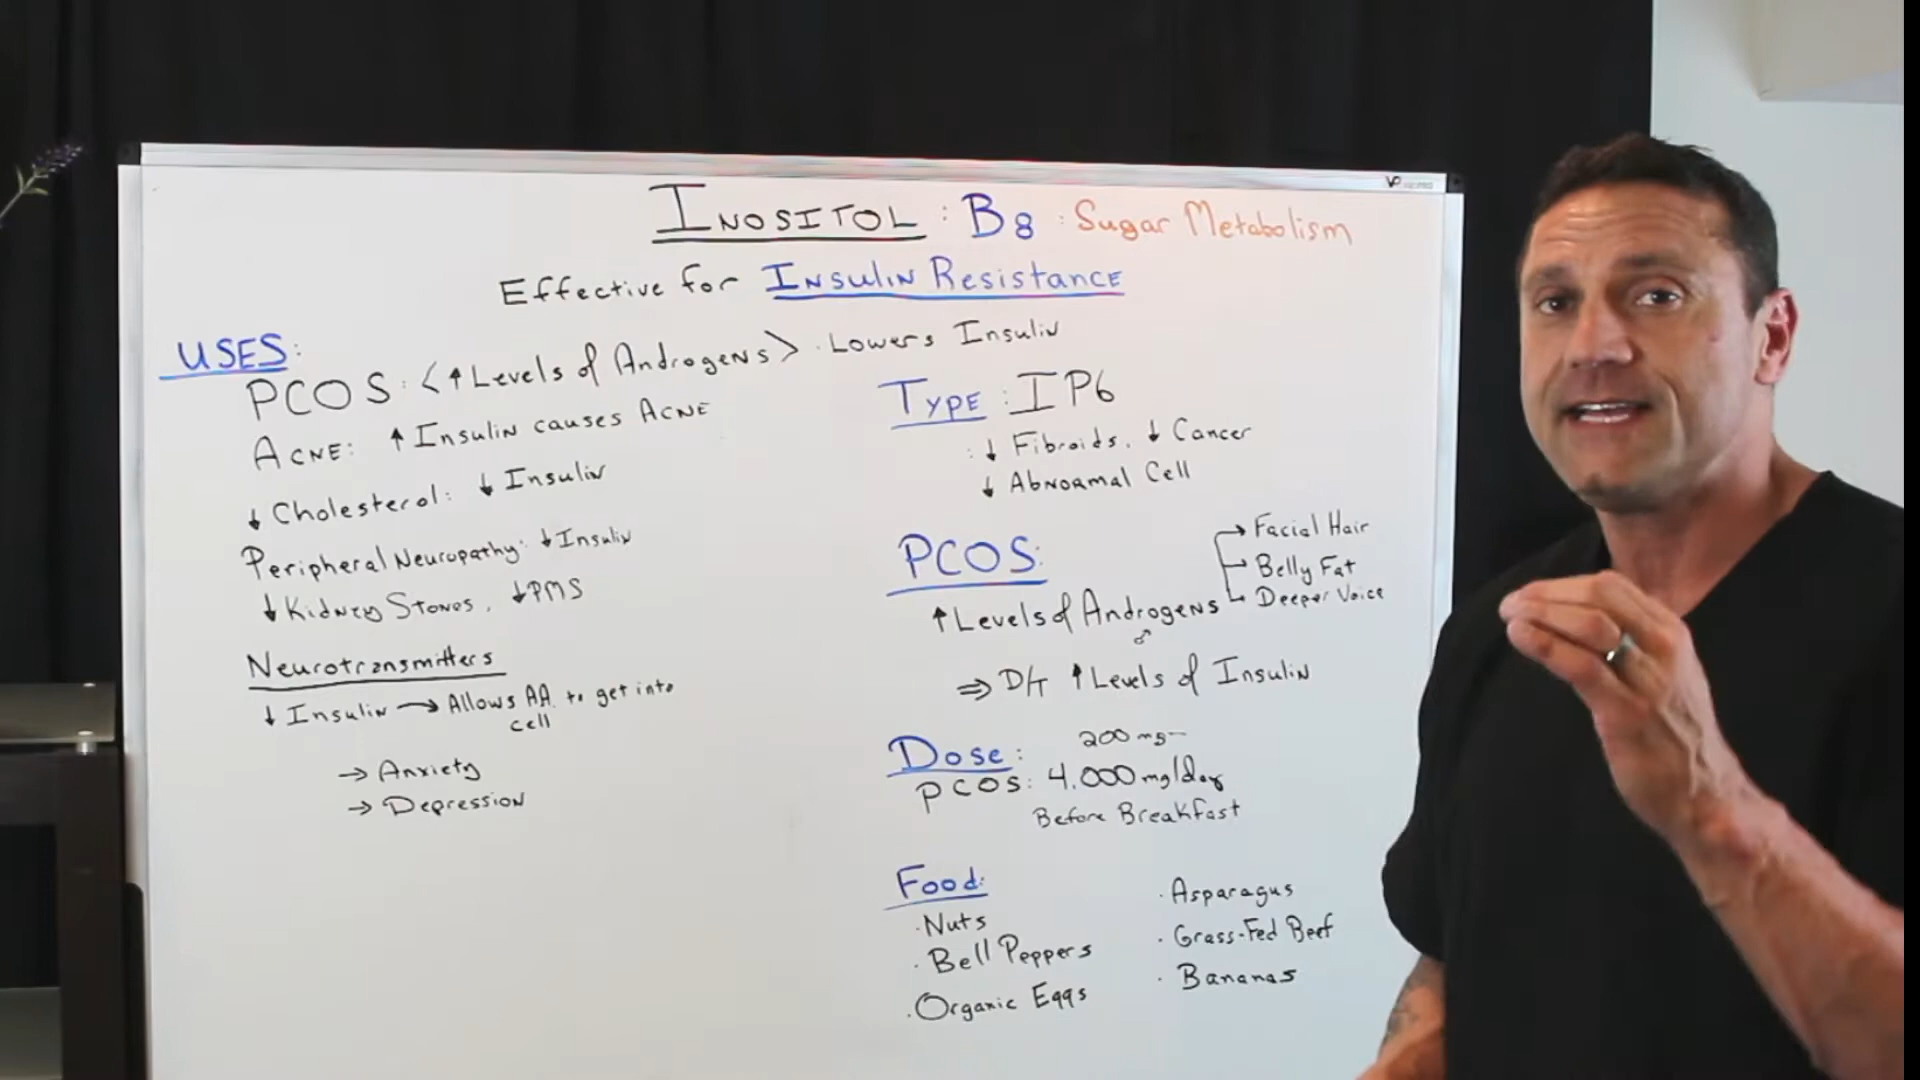 INOSITOL : B8 : Sugar Metabolism
Effective for INSULIN RESISTANCE
USES:
PCOS: < ↑ Levels of Androgens > . Lowers Insulin
ACNE: ↑ Insulin causes ACNE
↓ Cholesterol: ↓ Insulin
Peripheral Neuropathy: ↓ Insulin
↓ Kidney Stones, ↓ PMS
Neurotransmitters
↓ Insulin → Allows AA to get into
cell
→ Anxiety
→ Depression
TYPE : IP6
: ↓ Fibroids. ↓ Cancer
↓ Abnormal Cell
PCOS:
→ Facial Hair
→ Belly Fat
→ Deeper Voice
↑ Levels of Androgens
♂
⇒ D/T ↑ Levels of Insulin
Dose: 200 mg
PCOS: 4,000 mg/day
Before Breakfast
Food:
. Nuts
. Bell Peppers
. Organic Eggs
. Asparagus
. Grass-Fed Beef
. Bananas